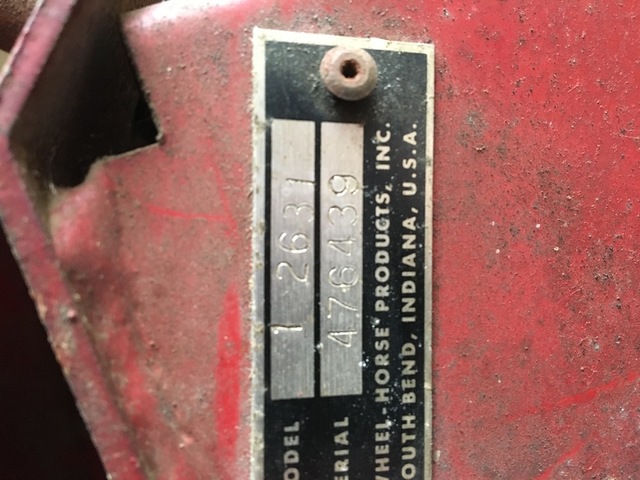 ODEL 1 2631
ERIAL 476439
WHEEL-HORSE PRODUCTS, INC.
OUTH BEND, INDIANA, U.S.A.